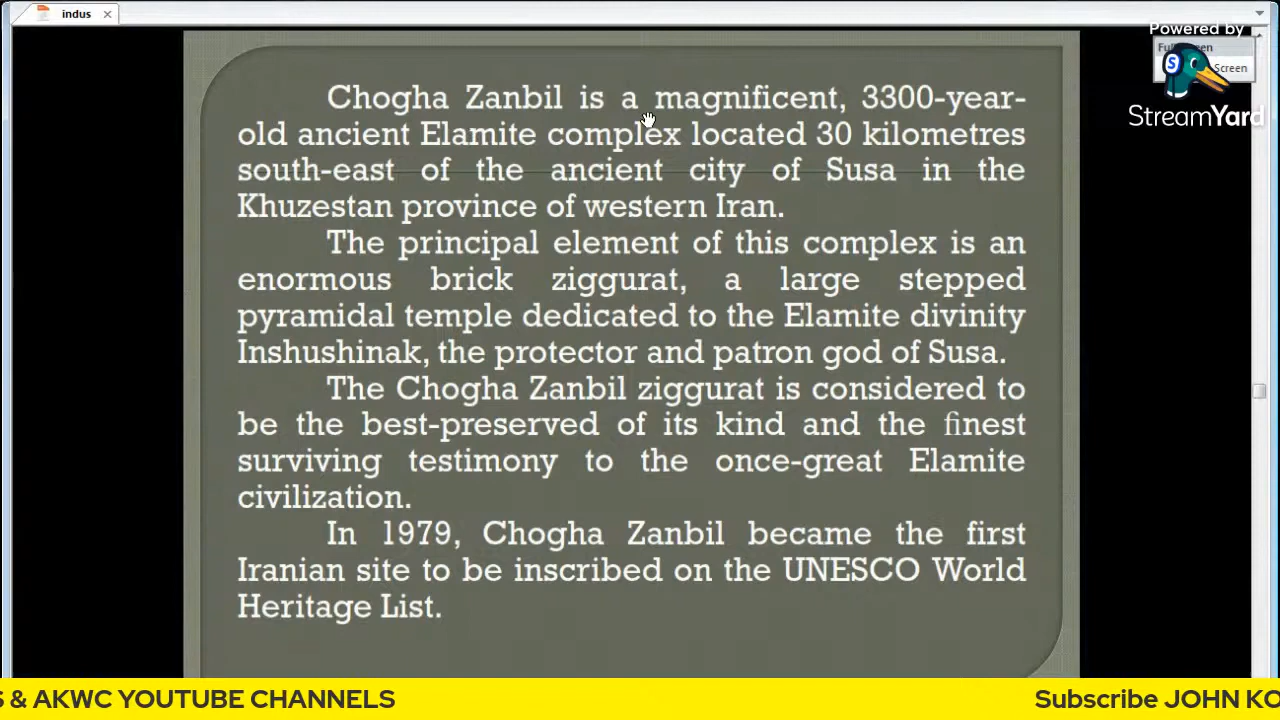 indus
Powered by
Screen
StreamYard
Chogha Zanbil is a magnificent, 3300-year-
old ancient Elamite complex located 30 kilometres
south-east of the ancient city of Susa in the
Khuzestan province of western Iran.
The principal element of this complex is an
enormous brick ziggurat, a large stepped
pyramidal temple dedicated to the Elamite divinity
Inshushinak, the protector and patron god of Susa.
The Chogha Zanbil ziggurat is considered to
be the best-preserved of its kind and the finest
surviving testimony to the once-great Elamite
civilization.
In 1979, Chogha Zanbil became the first
Iranian site to be inscribed on the UNESCO World
Heritage List.
S & AKWC YOUTUBE CHANNELS
Subscribe JOHN KO